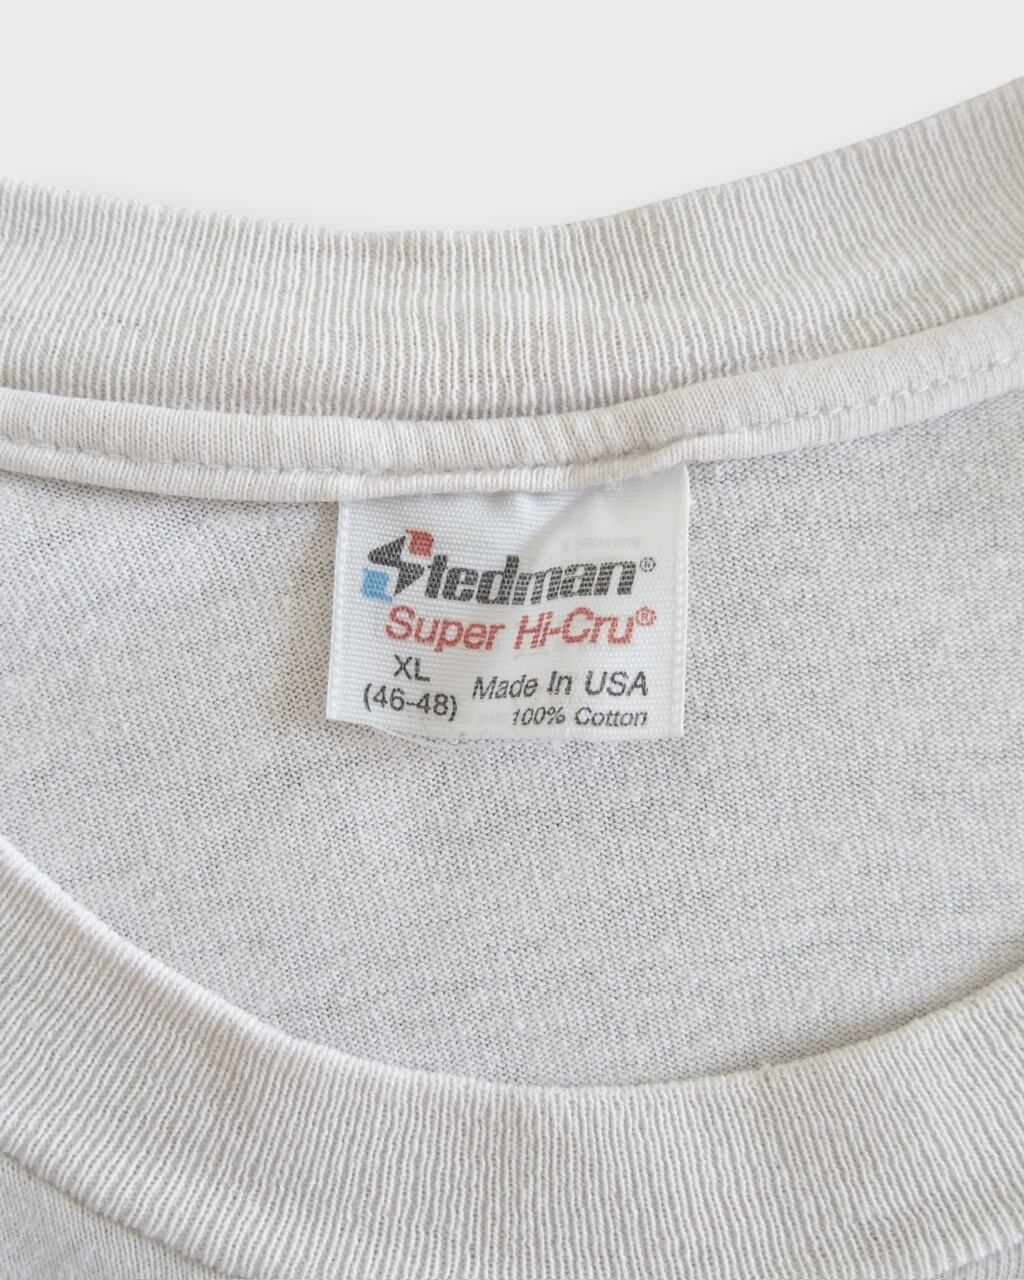 Stedman®
Super Hi-Cru®
XL
(46-48)
Made In USA
100% Cotton